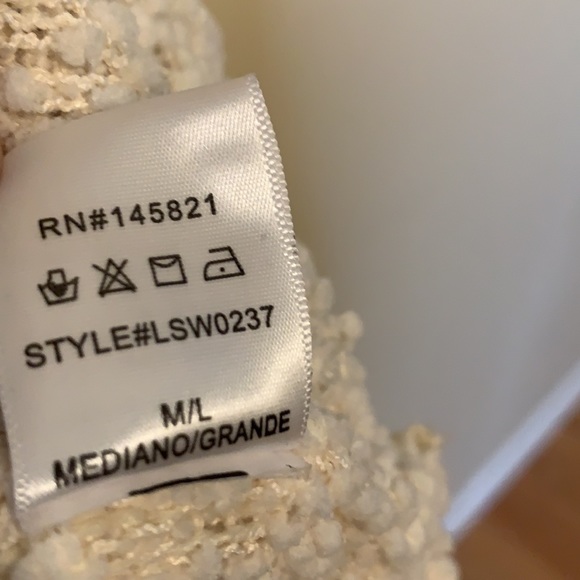 RN#145821
STYLE#LSW0237
M/L
MEDIANO/GRANDE